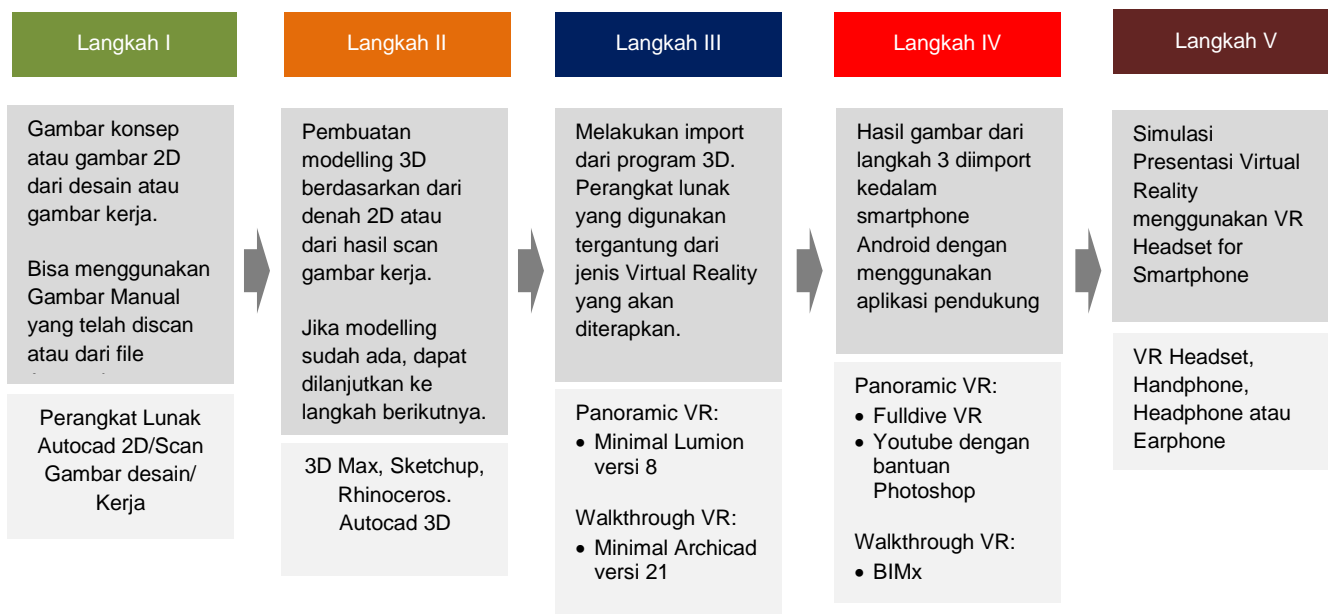 Langkah I
Gambar konsep
atau gambar 2D
dari desain atau
gambar kerja.
Bisa menggunakan
Gambar Manual
yang telah discan
atau dari file
Perangkat Lunak
Autocad 2D/Scan
Gambar desain/
Kerja
Langkah II
Pembuatan
modelling 3D
berdasarkan dari
denah 2D atau
dari hasil scan
gambar kerja.
Jika modelling
sudah ada, dapat
dilanjutkan ke
langkah berikutnya.
3D Max, Sketchup,
Rhinoceros.
Autocad 3D
Langkah III
Melakukan import
dari program 3D.
Perangkat lunak
yang digunakan
tergantung dari
jenis Virtual Reality
yang akan
diterapkan.
Panoramic VR:
• Minimal Lumion
versi 8
Walkthrough VR:
• Minimal Archicad
versi 21
Langkah IV
Hasil gambar dari
langkah 3 diimport
kedalam
smartphone
Android dengan
menggunakan
aplikasi pendukung
Panoramic VR:
• Fulldive VR
• Youtube dengan
bantuan
Photoshop
Walkthrough VR:
• BIMx
Langkah V
Simulasi
Presentasi Virtual
Reality
menggunakan VR
Headset for
Smartphone
VR Headset,
Handphone,
Headphone atau
Earphone